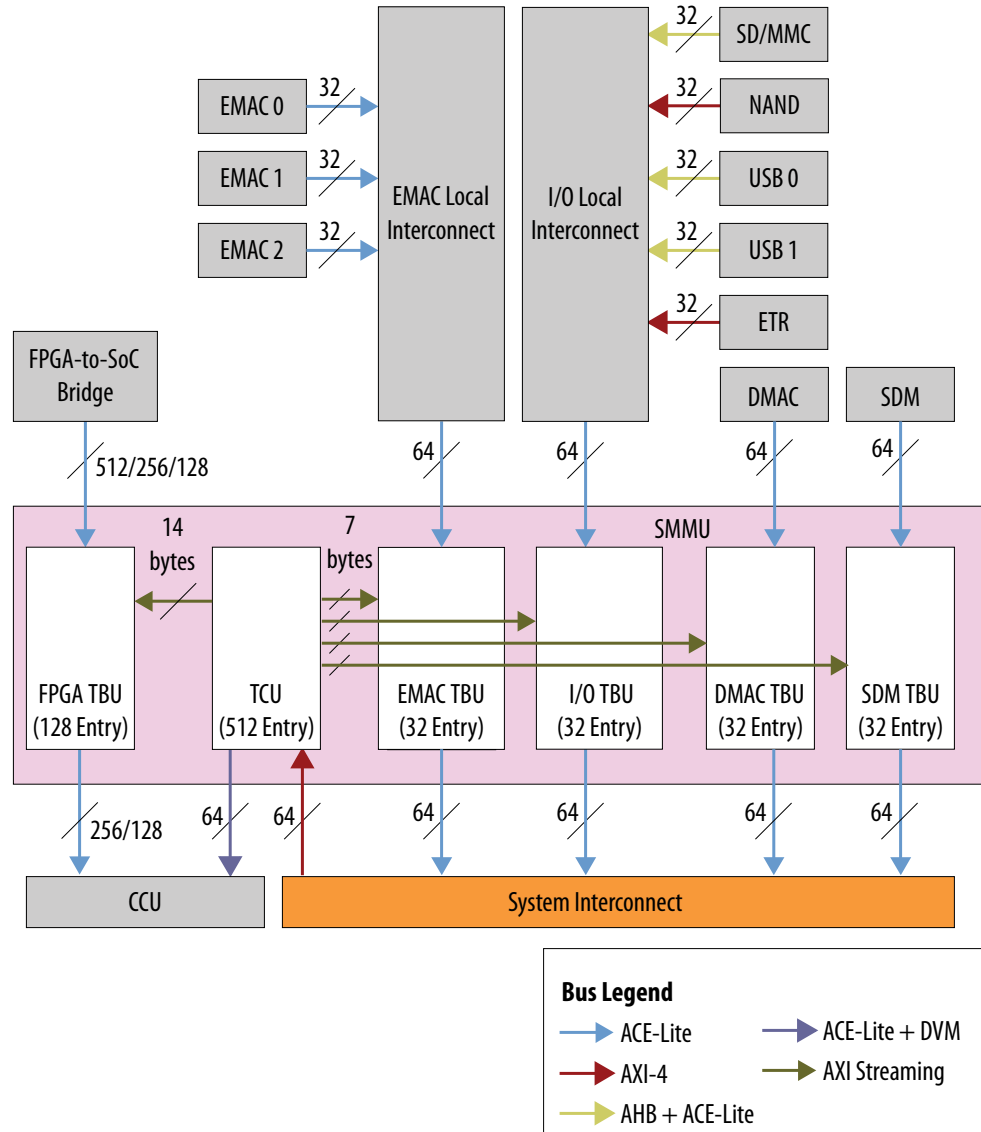 32
32
SD/MMC
32
32
EMAC 0
NAND
32
32
EMAC 1
USB 0
EMAC Local
Interconnect
I/O Local
Interconnect
32
32
EMAC 2
USB 1
32
ETR
FPGA-to-SoC
Bridge
DMAC
SDM
512/256/128
64
64
64
64
SMMU
14
bytes
7
bytes
FPGA TBU
(128 Entry)
TCU
(512 Entry)
EMAC TBU
(32 Entry)
I/O TBU
(32 Entry)
DMAC TBU
(32 Entry)
SDM TBU
(32 Entry)
256/128
64
64
64
64
64
64
CCU
System Interconnect
Bus Legend
ACE-Lite
ACE-Lite + DVM
AXI-4
AXI Streaming
AHB + ACE-Lite